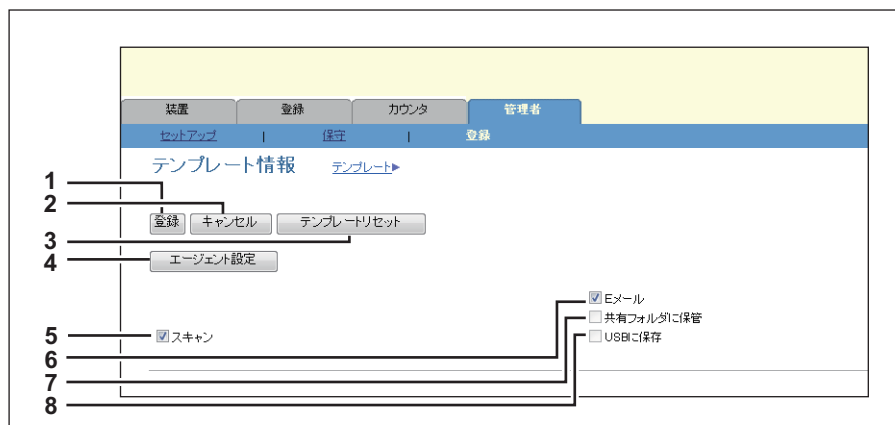 装置 登録 カウンタ 管理者
セットアップ | 保守 | 登録
テンプレート情報 テンプレート▶
1
2
登録 キャンセル テンプレートリセット
3
4 エージェント設定
Eメール
共有フォルダに保管
5 スキャン
USBに保存
6
7
8